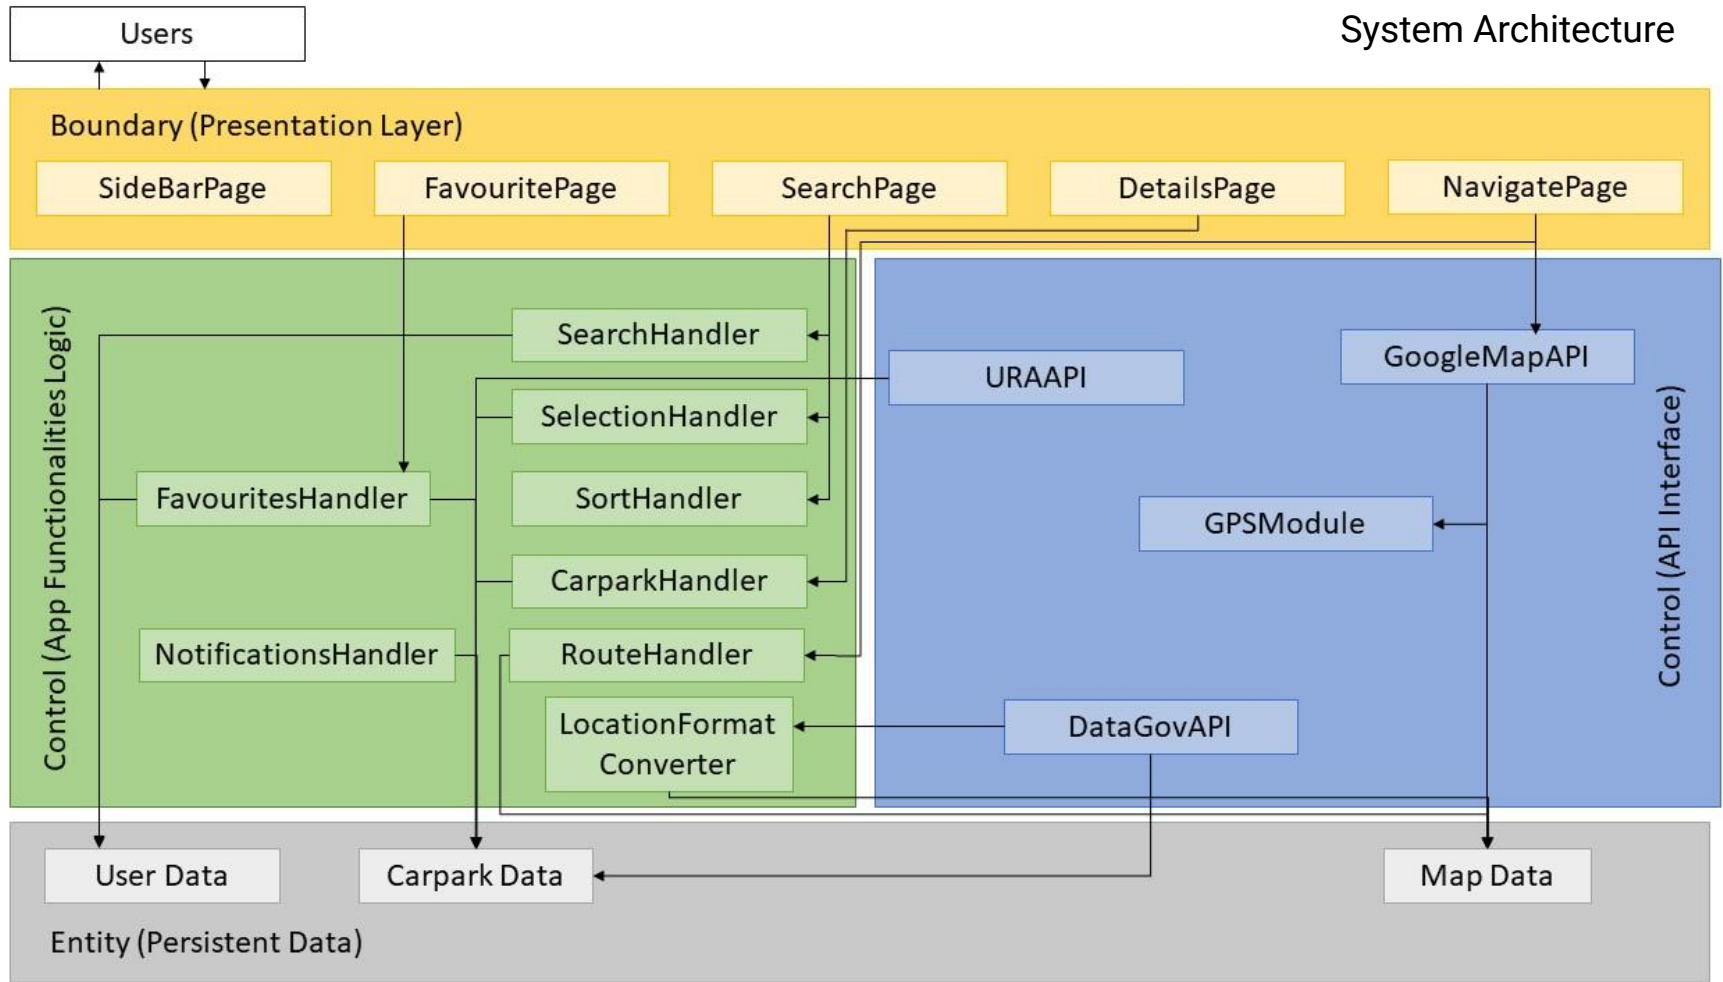 Users
System Architecture
Boundary (Presentation Layer)
SideBarPage
FavouritePage
SearchPage
DetailsPage
NavigatePage
Control (App Functionalities Logic)
SearchHandler
SelectionHandler
FavouritesHandler
SortHandler
CarparkHandler
NotificationsHandler
RouteHandler
LocationFormat
Converter
URAAPI
GoogleMapAPI
GPSModule
DataGovAPI
Control (API Interface)
User Data
Carpark Data
Map Data
Entity (Persistent Data)